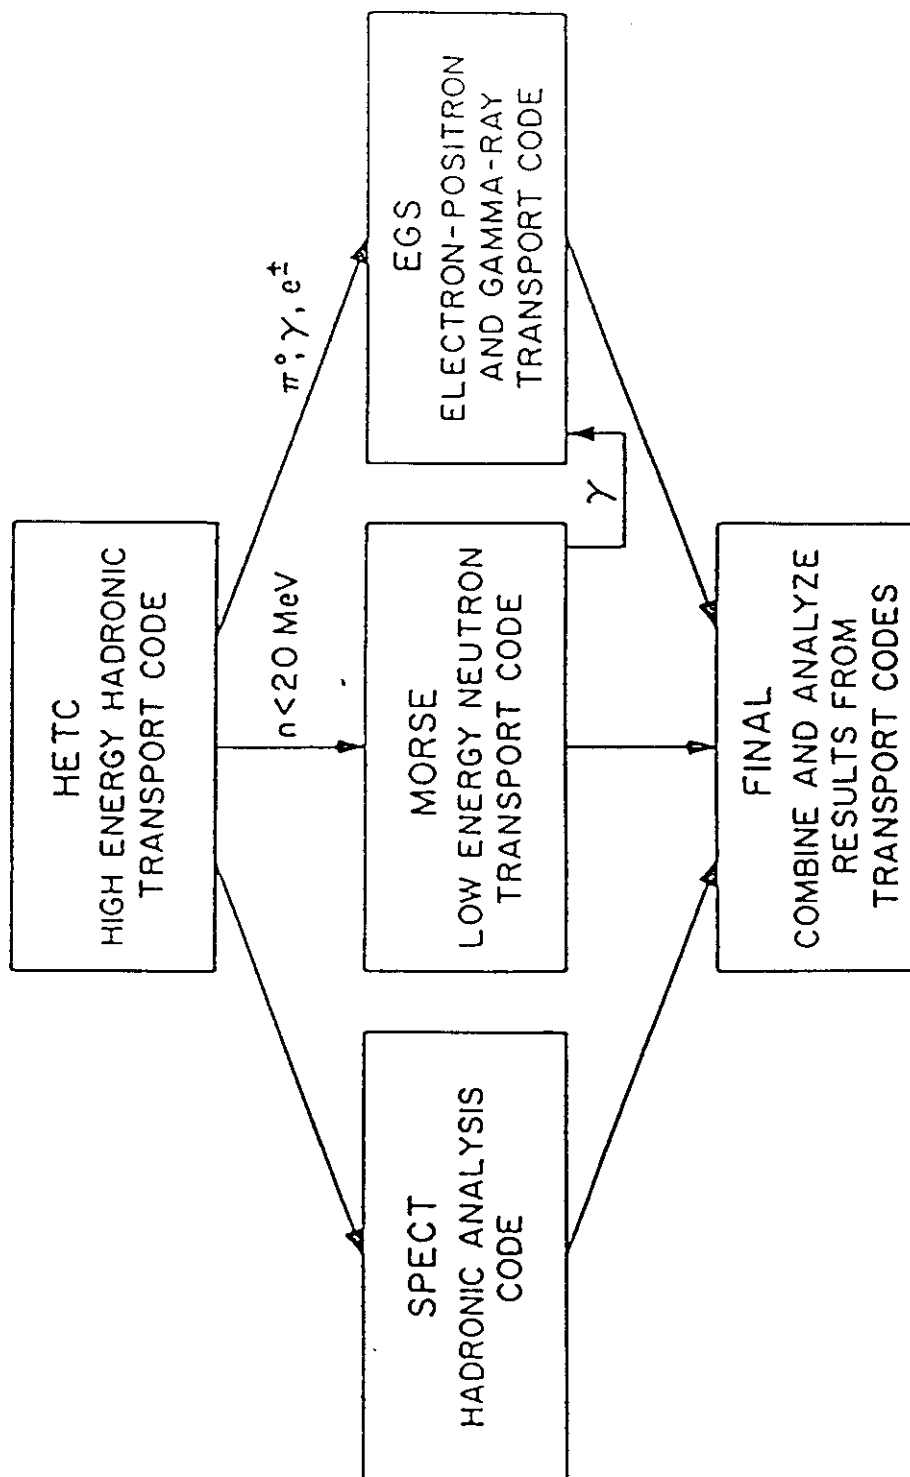 HETC
HIGH ENERGY HADRONIC
TRANSPORT CODE
n<20 MeV
π°, γ, e±
SPECT
HADRONIC ANALYSIS
CODE
MORSE
LOW ENERGY NEUTRON
TRANSPORT CODE
γ
EGS
ELECTRON-POSITRON
AND GAMMA-RAY
TRANSPORT CODE
FINAL
COMBINE AND ANALYZE
RESULTS FROM
TRANSPORT CODES